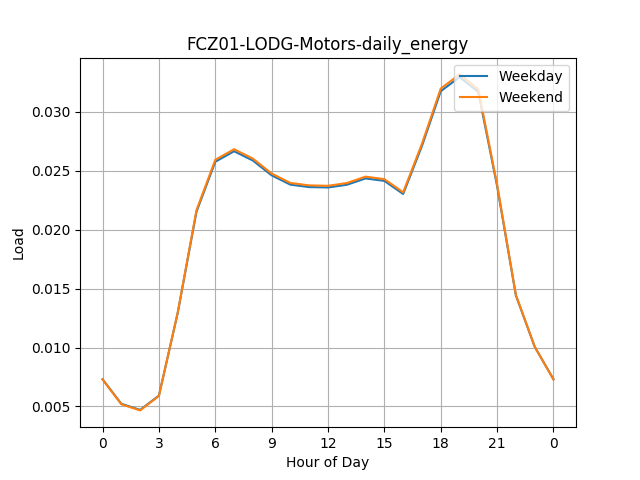 FCZ01-LODG-Motors-daily_energy
Weekday
Weekend
0.030
0.025
0.020
0.015
0.010
0.005
Load
0 3 6 9 12 15 18 21 0
Hour of Day